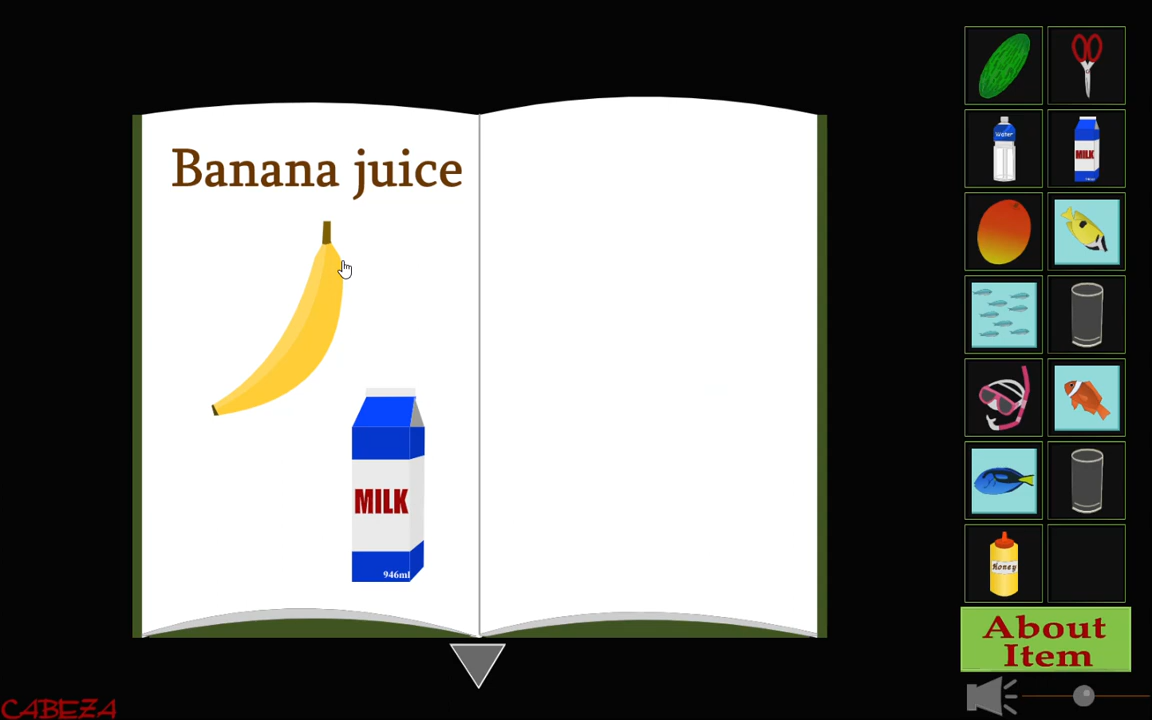 Banana juice
MILK
946ml
Water
MILK
Honey
About
Item
CABEZA